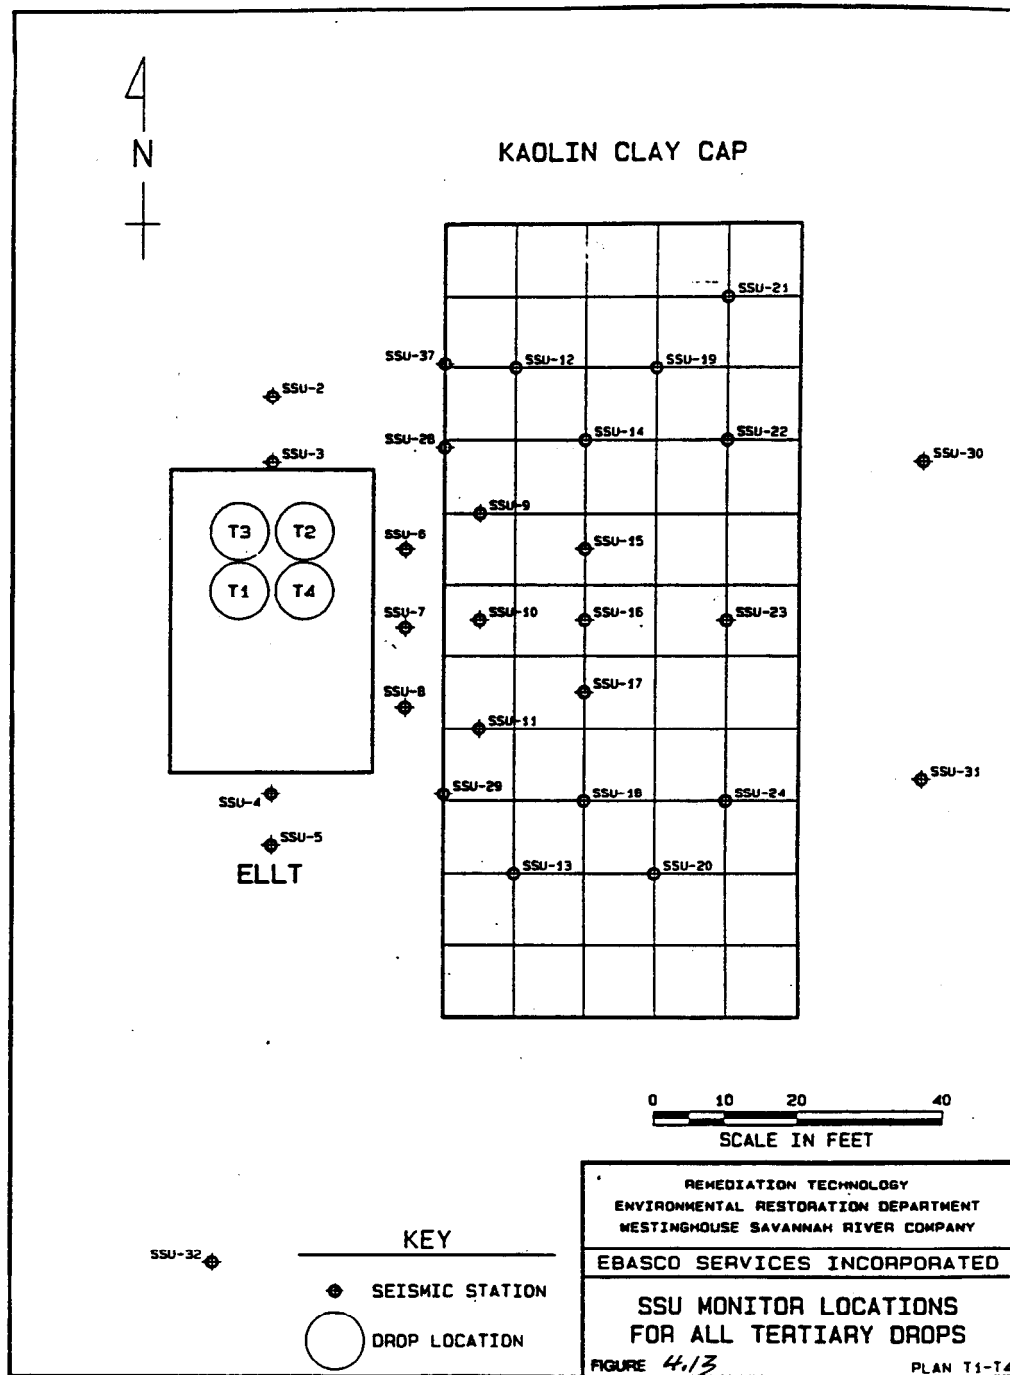 N
KAOLIN CLAY CAP
SSU-21
SSU-37
SSU-12
SSU-19
SSU-2
SSU-28
SSU-14
SSU-22
SSU-3
SSU-30
SSU-9
T3
T2
SSU-6
SSU-15
T1
T4
SSU-7
SSU-10
SSU-16
SSU-23
SSU-8
SSU-17
SSU-11
SSU-31
SSU-4
SSU-29
SSU-18
SSU-24
SSU-5
ELLT
SSU-13
SSU-20
0 10 20 40
SCALE IN FEET
SSU-32
KEY
SEISMIC STATION
DROP LOCATION
REMEDIATION TECHNOLOGY
ENVIRONMENTAL RESTORATION DEPARTMENT
WESTINGHOUSE SAVANNAH RIVER COMPANY
EBASCO SERVICES INCORPORATED
SSU MONITOR LOCATIONS
FOR ALL TERTIARY DROPS
FIGURE 4.13
PLAN T1-T4